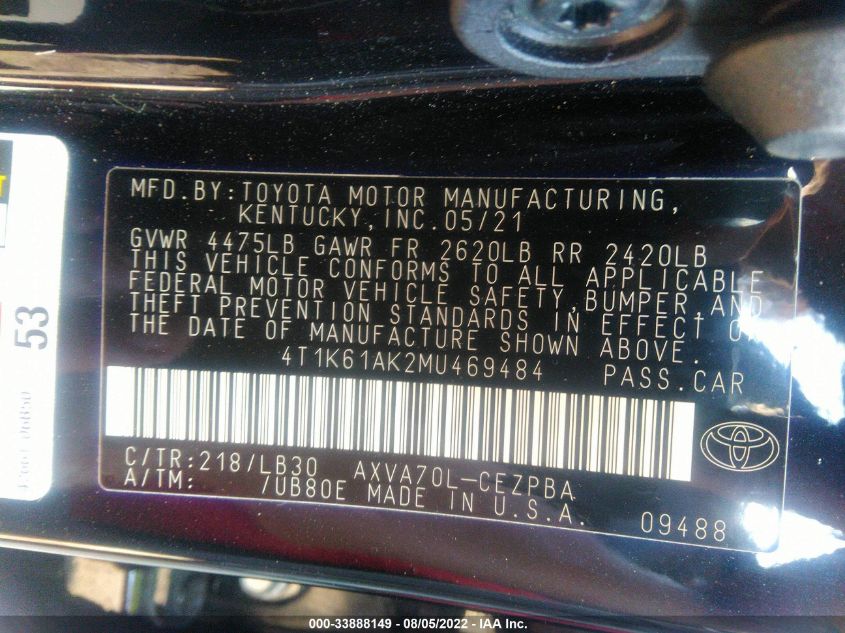 MFD.BY:TOYOTA MOTOR MANUFACTURING,
KENTUCKY,INC.05/21
GVWR 4475LB GAWR FR 2620LB RR 2420LB
THIS VEHICLE CONFORMS TO ALL APPLICABLE
FEDERAL MOTOR VEHICLE SAFETY,BUMPER,AND
THEFT PREVENTION STANDARDS IN EFFECT ON
THE DATE OF MANUFACTURE SHOWN ABOVE.
4T1K61AK2MU469484 PASS.CAR
C/TR:218/LB30 AXVA70L-CEZPBA
A/TM: /UB80E MADE IN U.S.A.
09488
53
000-33888149 - 08/05/2022 - IAA Inc.